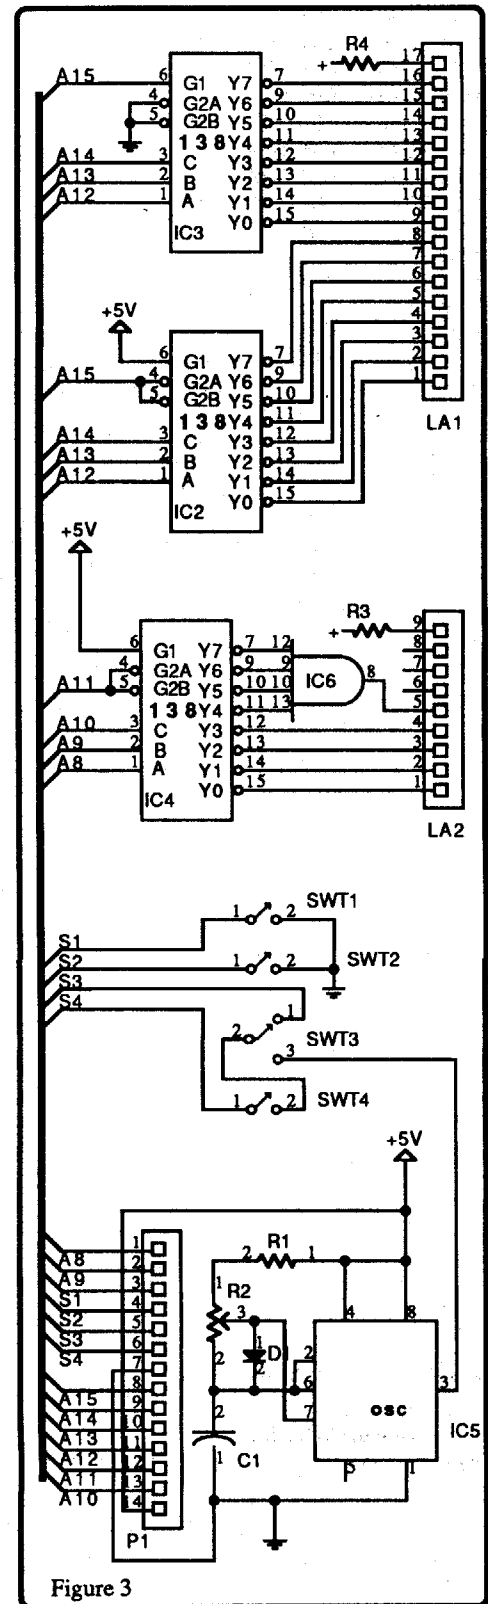 R4
+
17
A15 6 G1 Y7 7 16
4 G2A Y6 9 15
5 G2B Y5 10 14
138 Y4 11 13
A14 3 C Y3 12 12
A13 2 B Y2 13 11
A12 1 A Y1 14 10
Y0 15 9
IC3
8
7
6
5
4
3
2
1
LA1
+5V
6 G1 Y7 7
A15 4 G2A Y6 9
5 G2B Y5 10
138 Y4 11
A14 3 C Y3 12
A13 2 B Y2 13
A12 1 A Y1 14
Y0 15
IC2
+5V
R3
+
9
6 G1 Y7 7 12 8
4 G2A Y6 9 9 IC6 7
A11 5 G2B Y5 10 10 8 6
138 Y4 11 13 5
A10 3 C Y3 12 4
A9 2 B Y2 13 3
A8 1 A Y1 14 2
Y0 15 1
IC4
LA2
S1 1 2 SWT1
S2 1 2 SWT2
S3
S4
1
2 SWT3
3
1 2 SWT4
+5V
1
A8 2
A9 3
S1 4
S2 5
S3 6
S4 7
8
A15 9
A14 10
A13 11
A12 12
A11 13
A10 14
P1
2 R1 1
1 R2
3
2
1 D
2
2
C1
1
4 8
2
6
7
osc
3
5 1
IC5
Figure 3